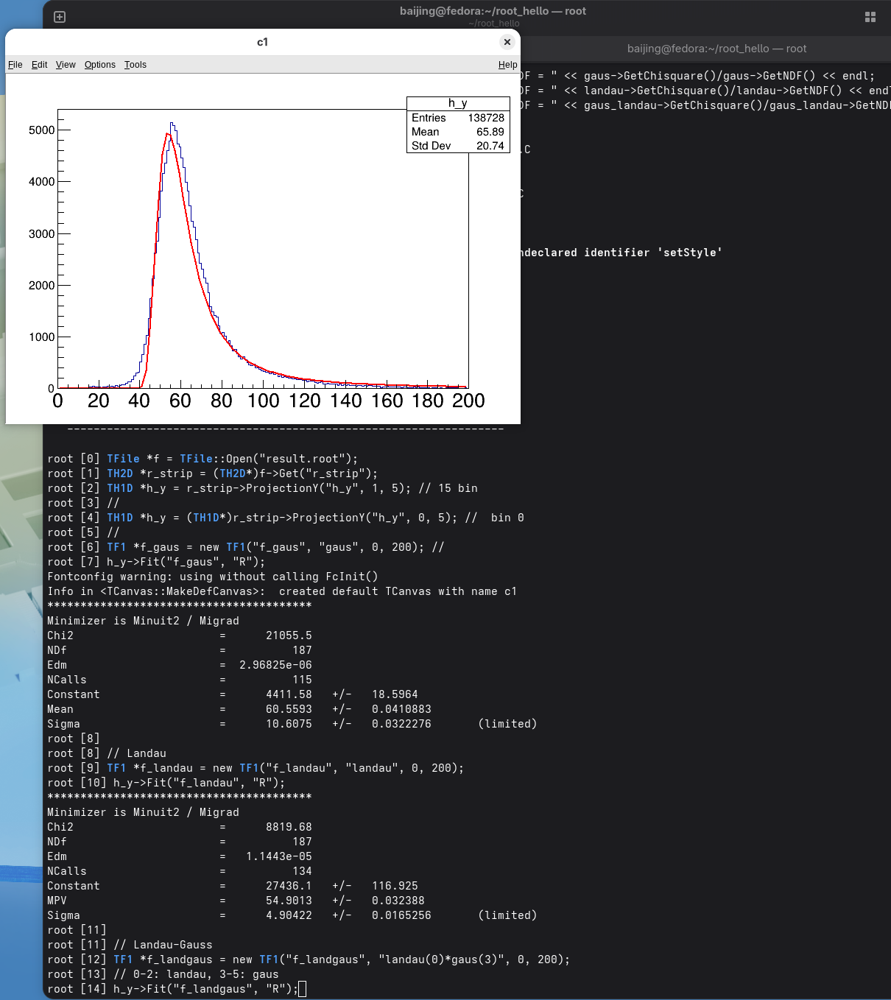 baijing@fedora:~/root_hello — root
~/root_hello
baijing@fedora:~/root_hello — root
c1
File Edit View Options Tools Help
h_y
Entries 138728
Mean 65.89
Std Dev 20.74
5000
4000
3000
2000
1000
0
0 20 40 60 80 100 120 140 160 180 200
DF = " << gaus->GetChisquare()/gaus->GetNDF() << endl;
DF = " << landau->GetChisquare()/landau->GetNDF() << endl
DF = " << gaus_landau->GetChisquare()/gaus_landau->GetNDF
.C
C
ndeclared identifier 'setStyle'
------------------------------------------------------------------
root [0] TFile *f = TFile::Open("result.root");
root [1] TH2D *r_strip = (TH2D*)f->Get("r_strip");
root [2] TH1D *h_y = r_strip->ProjectionY("h_y", 1, 5); // 15 bin
root [3] //
root [4] TH1D *h_y = (TH1D*)r_strip->ProjectionY("h_y", 0, 5); //  bin 0
root [5] //
root [6] TF1 *f_gaus = new TF1("f_gaus", "gaus", 0, 200); //
root [7] h_y->Fit("f_gaus", "R");
Fontconfig warning: using without calling FcInit()
Info in <TCanvas::MakeDefCanvas>:  created default TCanvas with name c1
****************************************
Minimizer is Minuit2 / Migrad
Chi2                      =      21055.5
NDf                       =          187
Edm                       =  2.96825e-06
NCalls                    =          115
Constant                  =      4411.58   +/-   18.5964
Mean                      =      60.5593   +/-   0.0410883
Sigma                     =      10.6075   +/-   0.0322276       (limited)
root [8]
root [8] // Landau
root [9] TF1 *f_landau = new TF1("f_landau", "landau", 0, 200);
root [10] h_y->Fit("f_landau", "R");
****************************************
Minimizer is Minuit2 / Migrad
Chi2                      =      8819.68
NDf                       =          187
Edm                       =   1.1443e-05
NCalls                    =          134
Constant                  =      27436.1   +/-   116.925
MPV                       =      54.9013   +/-   0.032388
Sigma                     =      4.90422   +/-   0.0165256       (limited)
root [11]
root [11] // Landau-Gauss
root [12] TF1 *f_landgaus = new TF1("f_landgaus", "landau(0)*gaus(3)", 0, 200);
root [13] // 0-2: landau, 3-5: gaus
root [14] h_y->Fit("f_landgaus", "R");